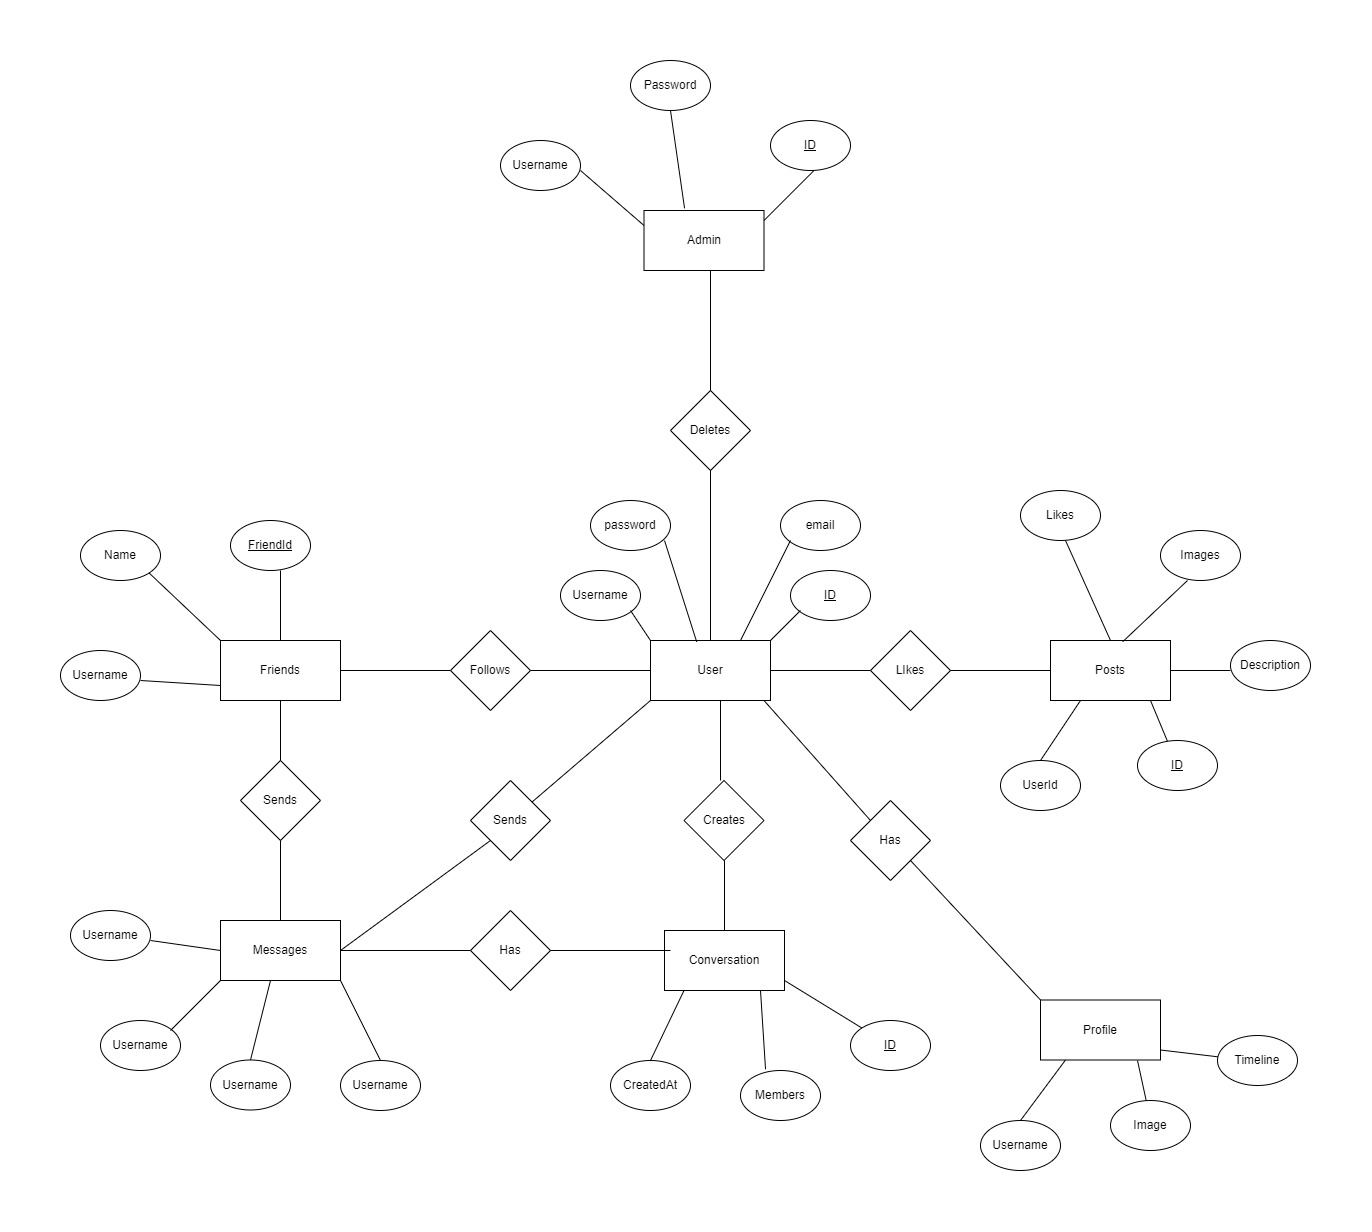 Password
ID
Username
Admin
Deletes
password
email
Likes
Name
FriendId
Images
Username
ID
Username
Friends
Follows
User
LIkes
Posts
Description
UserId
ID
Sends
Sends
Creates
Has
Username
Messages
Has
Conversation
Username
Username
Username
CreatedAt
Members
ID
Profile
Timeline
Username
Image